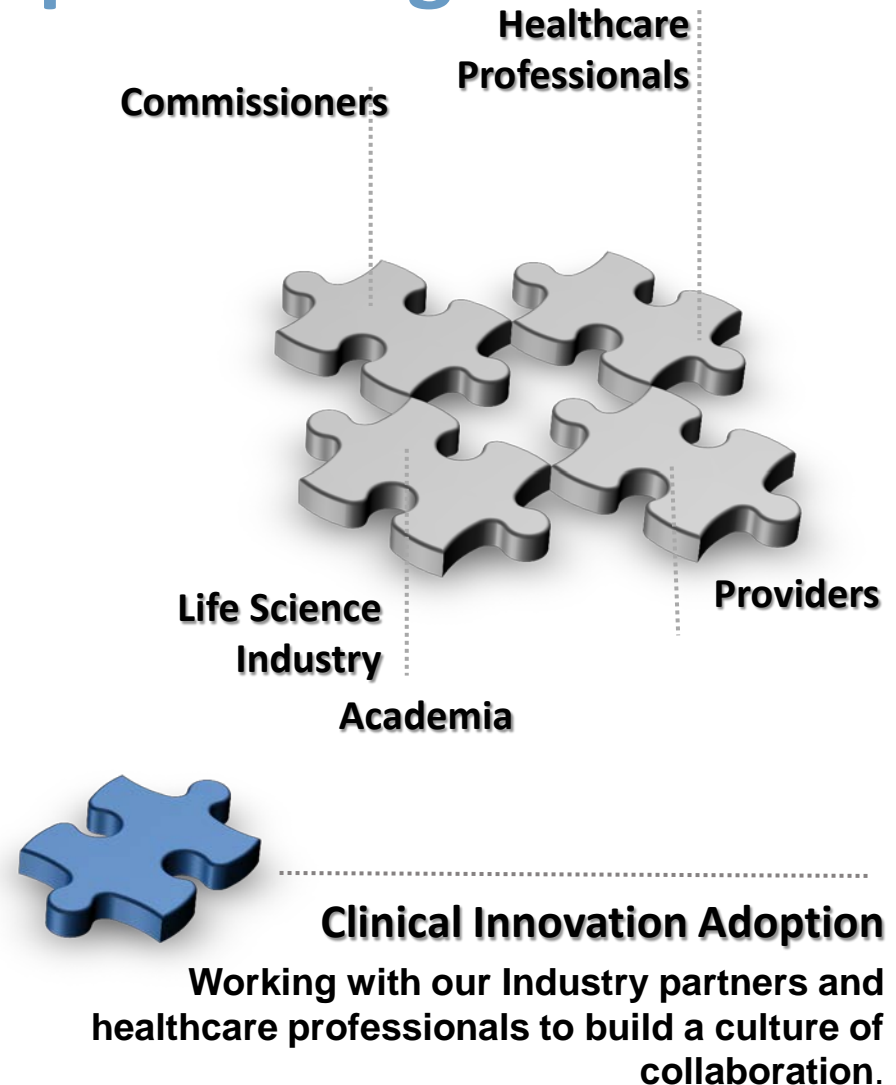 Healthcare
Professionals
Commissioners
Providers
Life Science
Industry
Academia
Clinical Innovation Adoption
Working with our Industry partners and
healthcare professionals to build a culture of
collaboration.